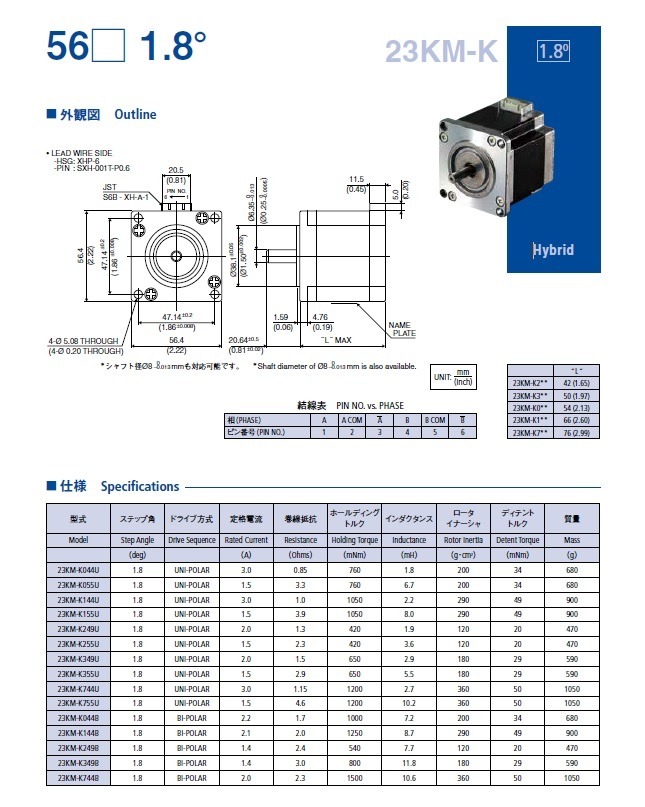 56□ 1.8°
23KM-K
1.8⁰
■ 外観図 Outline
Hybrid
• LEAD WIRE SIDE
-HSG: XHP-6
-PIN : SXH-001T-P0.6
JST
S6B - XH-A-1
20.5
(0.81)
PIN NO.
6 1
56.4
(2.22)
47.14±0.2
(1.86±0.008)
47.14±0.2
(1.86±0.008)
56.4
(2.22)
4-Ø 5.08 THROUGH
(4-Ø 0.20 THROUGH)
Ø6.35-0.013
(Ø0.25-0.0005)
Ø38.1±0.05
(Ø1.50±0.002)
11.5
(0.45)
5.0
(0.20)
1.59
(0.06)
4.76
(0.19)
20.64±0.5
(0.81±0.02)
"L" MAX
NAME
PLATE
*シャフト径Ø8-0.013mmも対応可能です。 *Shaft diameter of Ø8-0.013mm is also available.
UNIT: mm
(inch)
"L"
23KM-K2** 42 (1.65)
23KM-K3** 50 (1.97)
23KM-K0** 54 (2.13)
23KM-K1** 66 (2.60)
23KM-K7** 76 (2.99)
結線表 PIN NO. vs. PHASE
相(PHASE) A A COM A̅ B B COM B̅
ピン番号(PIN NO.) 1 2 3 4 5 6
■ 仕様 Specifications
型式 ステップ角 ドライブ方式 定格電流 巻線抵抗 ホールディングトルク インダクタンス ロータイナーシャ ディテントトルク 質量
Model Step Angle Drive Sequence Rated Current Resistance Holding Torque Inductance Rotor Inertia Detent Torque Mass
(deg) (A) (Ohms) (mNm) (mH) (g·cm²) (mNm) (g)
23KM-K044U 1.8 UNI-POLAR 3.0 0.85 760 1.8 200 34 680
23KM-K055U 1.8 UNI-POLAR 1.5 3.3 760 6.7 200 34 680
23KM-K144U 1.8 UNI-POLAR 3.0 1.0 1050 2.2 290 49 900
23KM-K155U 1.8 UNI-POLAR 1.5 3.9 1050 8.0 290 49 900
23KM-K249U 1.8 UNI-POLAR 2.0 1.3 420 1.9 120 20 470
23KM-K255U 1.8 UNI-POLAR 1.5 2.3 420 3.6 120 20 470
23KM-K349U 1.8 UNI-POLAR 2.0 1.5 650 2.9 180 29 590
23KM-K355U 1.8 UNI-POLAR 1.5 2.9 650 5.5 180 29 590
23KM-K744U 1.8 UNI-POLAR 3.0 1.15 1200 2.7 360 50 1050
23KM-K755U 1.8 UNI-POLAR 1.5 4.6 1200 10.2 360 50 1050
23KM-K044B 1.8 BI-POLAR 2.2 1.7 1000 7.2 200 34 680
23KM-K144B 1.8 BI-POLAR 2.1 2.0 1250 8.7 290 49 900
23KM-K249B 1.8 BI-POLAR 1.4 2.4 540 7.7 120 20 470
23KM-K349B 1.8 BI-POLAR 1.4 3.0 800 11.8 180 29 590
23KM-K744B 1.8 BI-POLAR 2.0 2.3 1500 10.6 360 50 1050